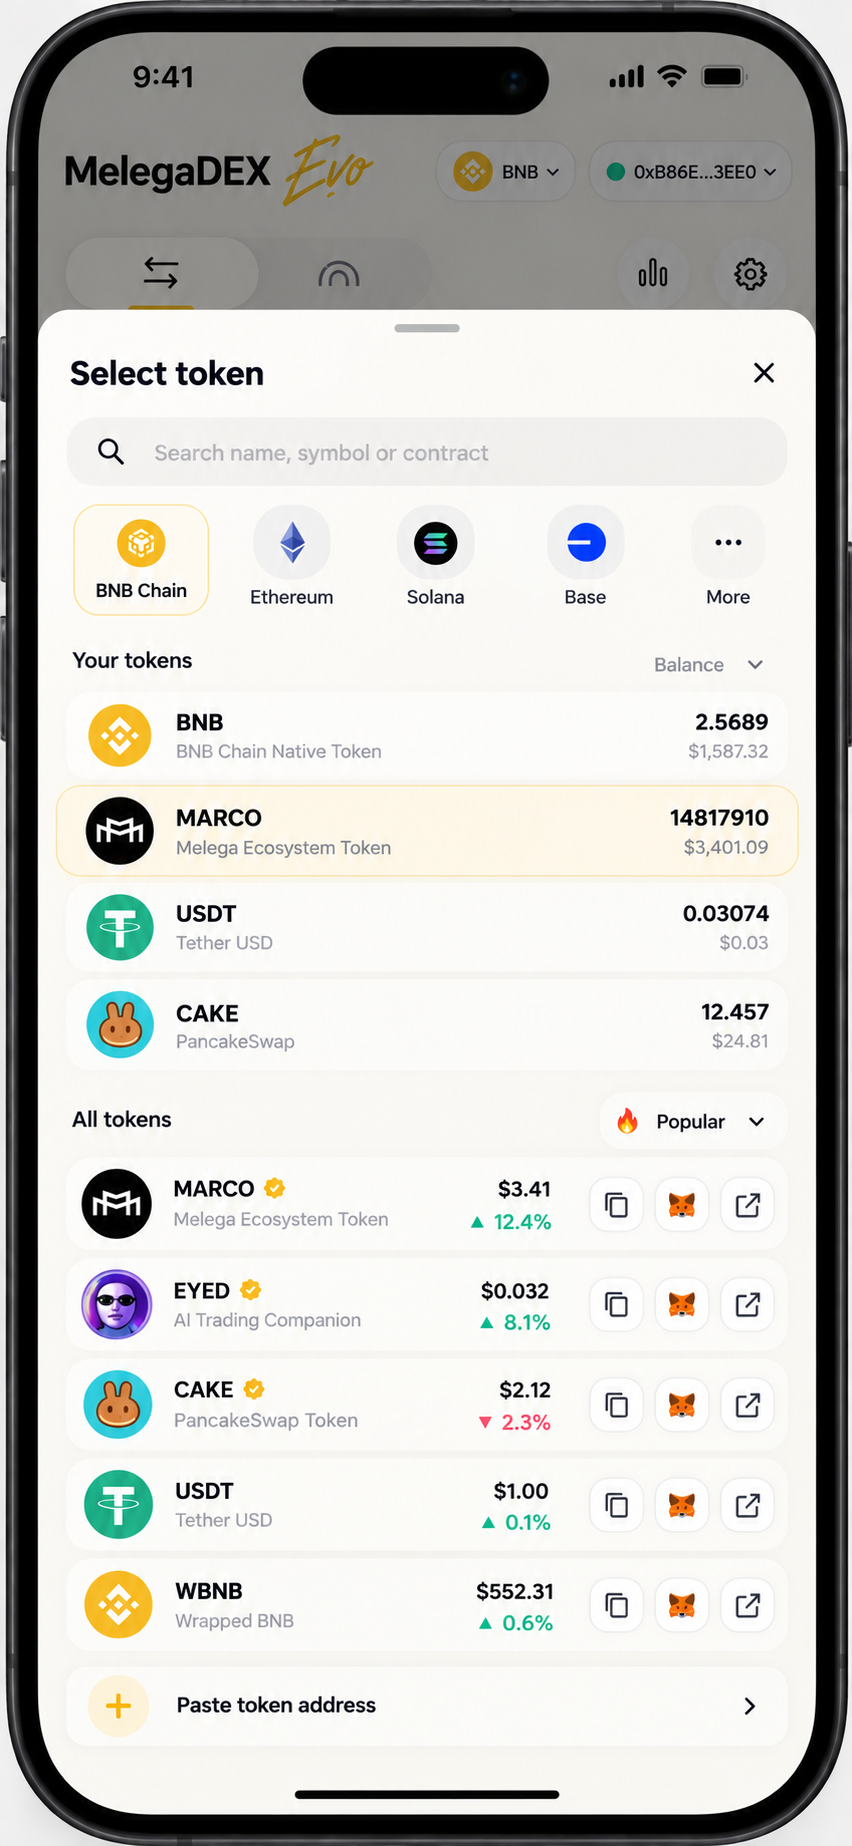 9:41
MelegaDEX Evo
BNB
0xB86E...3EE0
Select token
Search name, symbol or contract
BNB Chain
Ethereum
Solana
Base
More
Your tokens
Balance
BNB
2.5689
BNB Chain Native Token
$1,587.32
MARCO
14817910
Melega Ecosystem Token
$3,401.09
USDT
0.03074
Tether USD
$0.03
CAKE
12.457
PancakeSwap
$24.81
All tokens
Popular
MARCO
$3.41
Melega Ecosystem Token
▲ 12.4%
EYED
$0.032
AI Trading Companion
▲ 8.1%
CAKE
$2.12
PancakeSwap Token
▼ 2.3%
USDT
$1.00
Tether USD
▲ 0.1%
WBNB
$552.31
Wrapped BNB
▲ 0.6%
Paste token address